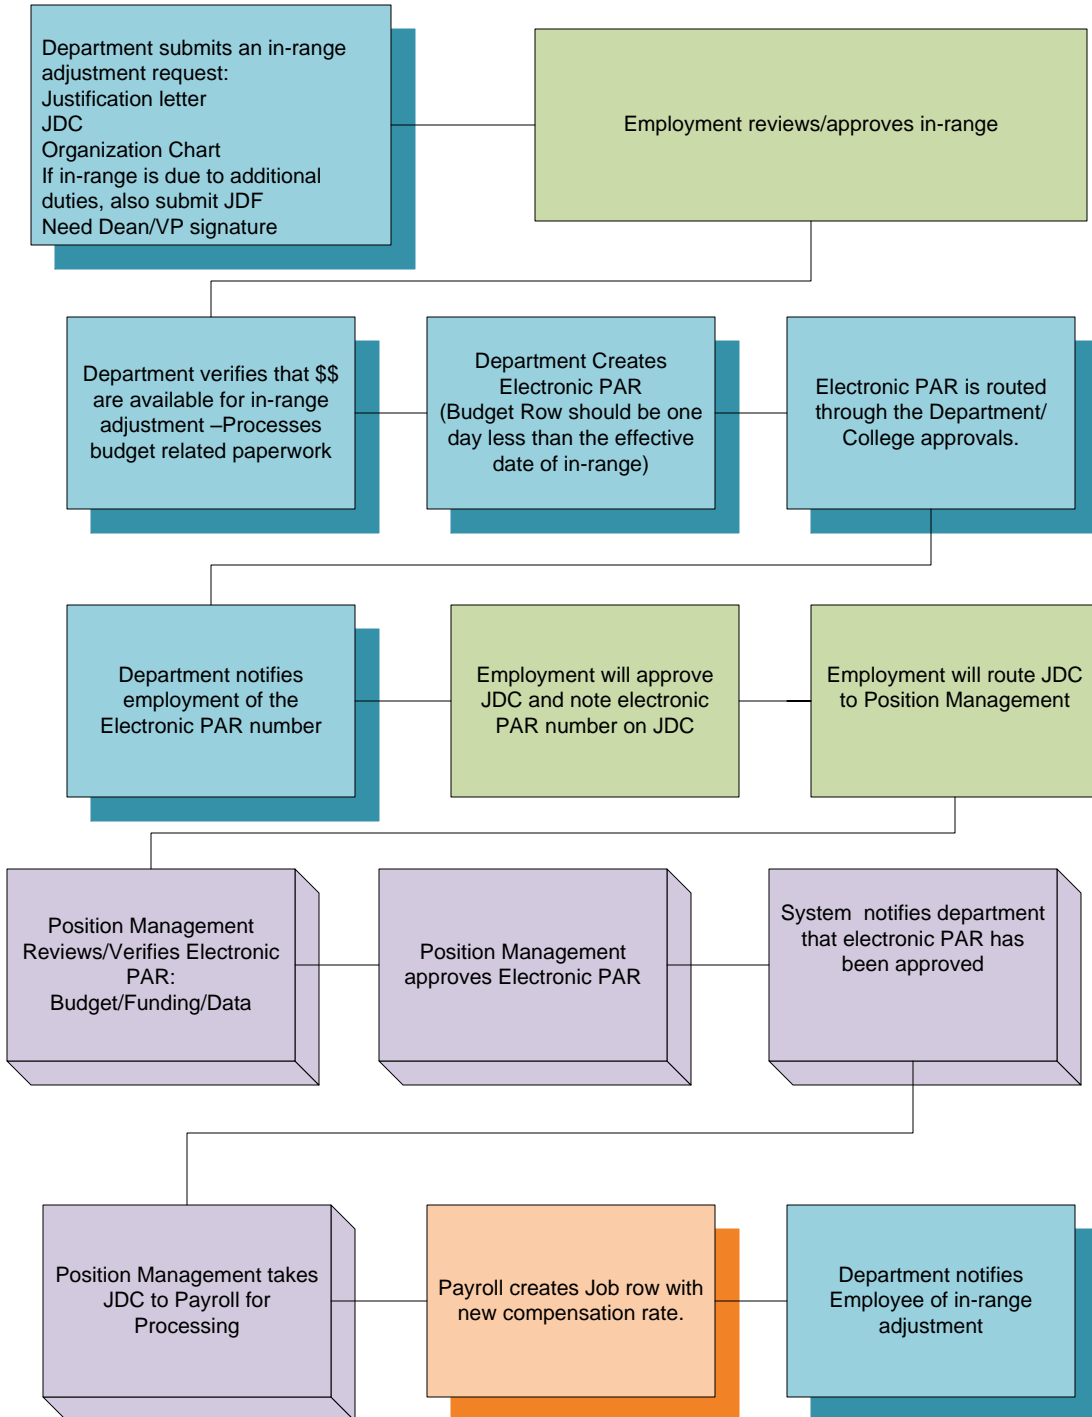 Department submits an in-range
adjustment request:
Justification letter
JDC
Organization Chart
If in-range is due to additional
duties, also submit JDF
Need Dean/VP signature
Employment reviews/approves in-range
Department verifies that $$
are available for in-range
adjustment –Processes
budget related paperwork
Department Creates
Electronic PAR
(Budget Row should be one
day less than the effective
date of in-range)
Electronic PAR is routed
through the Department/
College approvals.
Department notifies
employment of the
Electronic PAR number
Employment will approve
JDC and note electronic
PAR number on JDC
Employment will route JDC
to Position Management
Position Management
Reviews/Verifies Electronic
PAR:
Budget/Funding/Data
Position Management
approves Electronic PAR
System notifies department
that electronic PAR has
been approved
Position Management takes
JDC to Payroll for
Processing
Payroll creates Job row with
new compensation rate.
Department notifies
Employee of in-range
adjustment